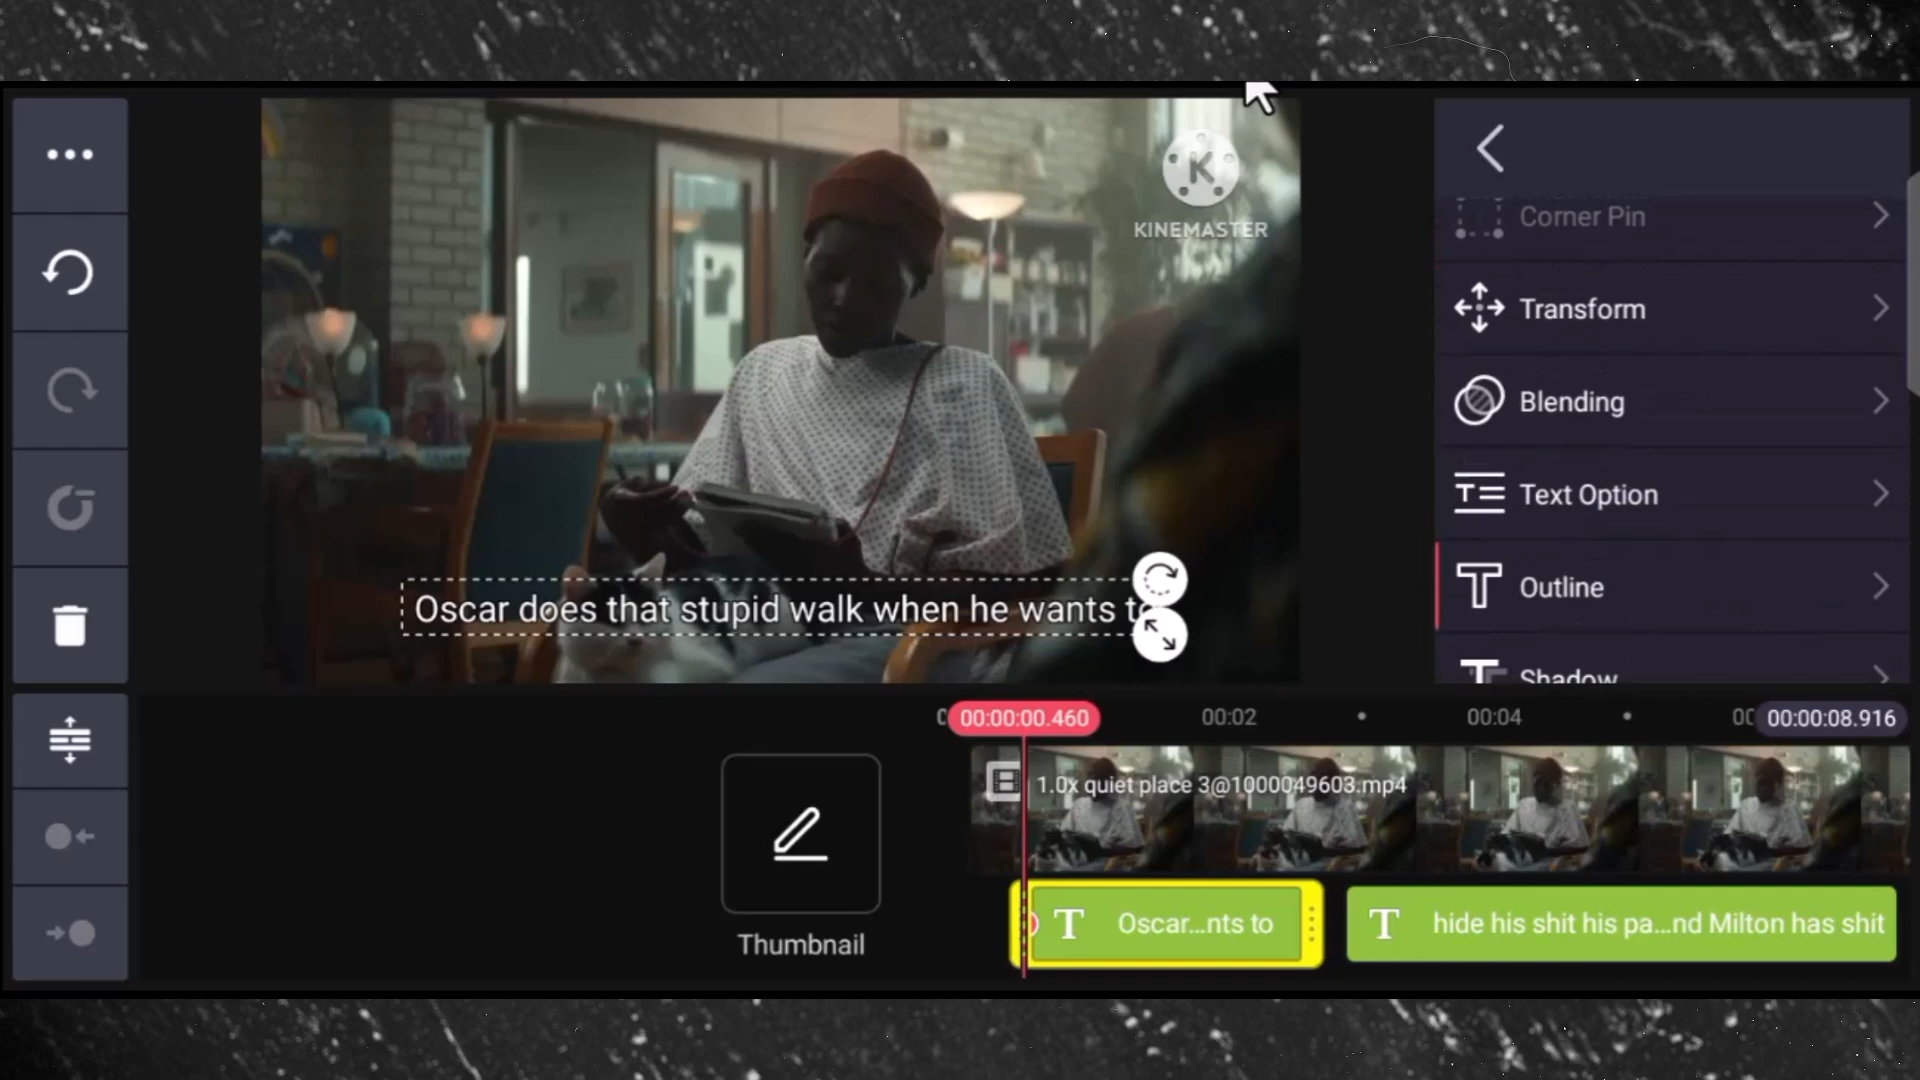 K
KINEMASTER
Corner Pin
Transform
Blending
Text Option
Outline
Shadow
Oscar does that stupid walk when he wants to
00:00:00.460
00:02
00:04
00:00:08.916
1.0x quiet place 3@1000049603.mp4
Thumbnail
T Oscar...nts to
T hide his shit his pa...nd Milton has shit